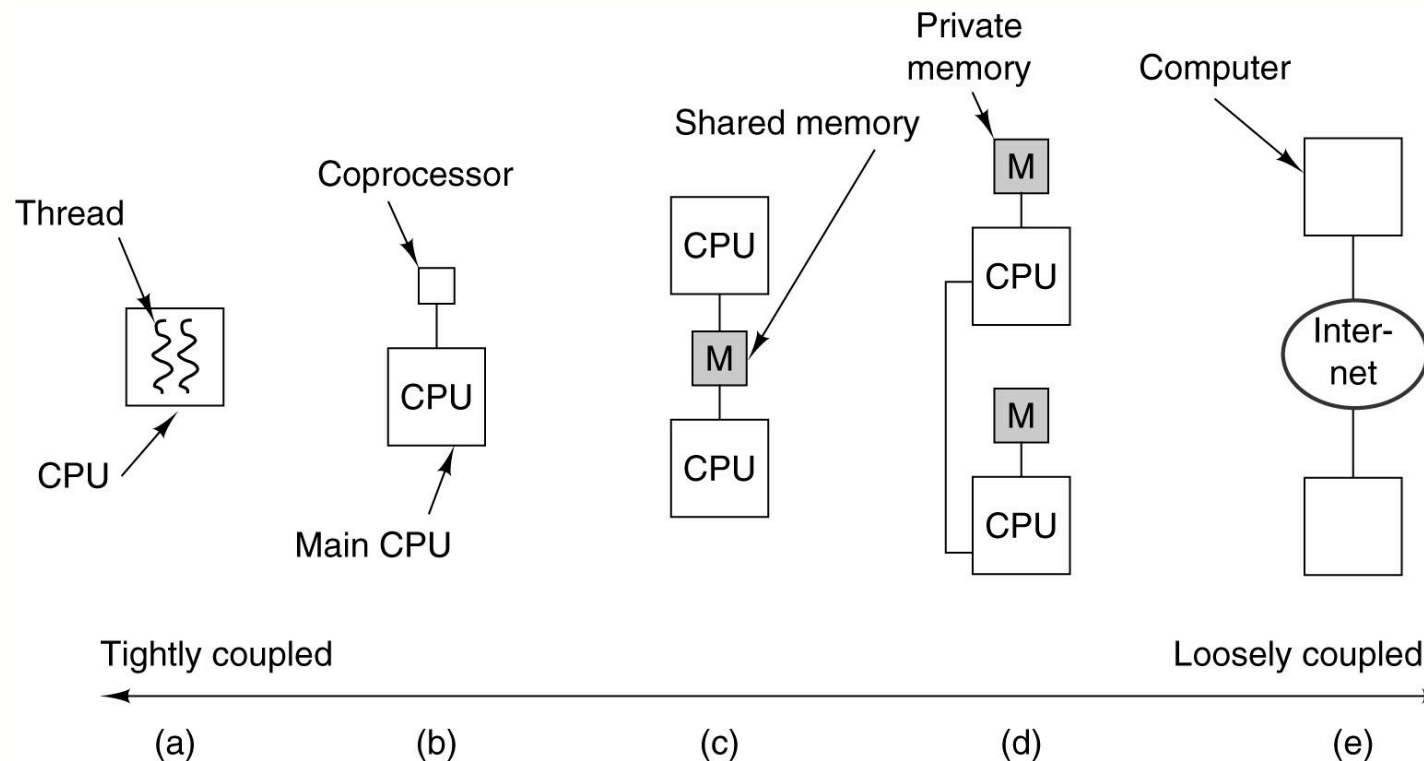 Thread
CPU
(a)
Coprocessor
CPU
Main CPU
(b)
Shared memory
CPU
M
CPU
(c)
Private
memory
M
CPU
M
CPU
(d)
Computer
Inter-
net
(e)
Tightly coupled
Loosely coupled